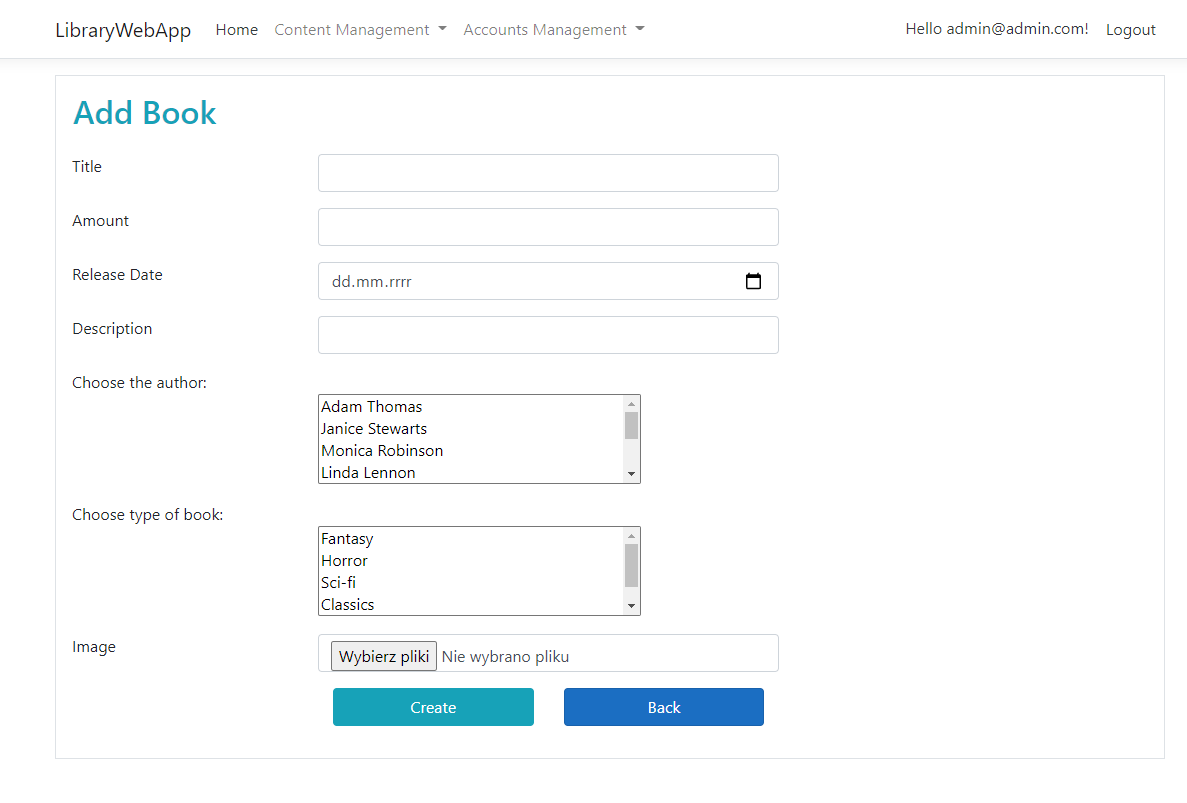 LibraryWebApp Home Content Management Accounts Management Hello admin@admin.com! Logout
Add Book
Title
Amount
Release Date dd.mm.rrrr
Description
Choose the author:
Adam Thomas
Janice Stewarts
Monica Robinson
Linda Lennon
Choose type of book:
Fantasy
Horror
Sci-fi
Classics
Image Wybierz pliki Nie wybrano pliku
Create Back